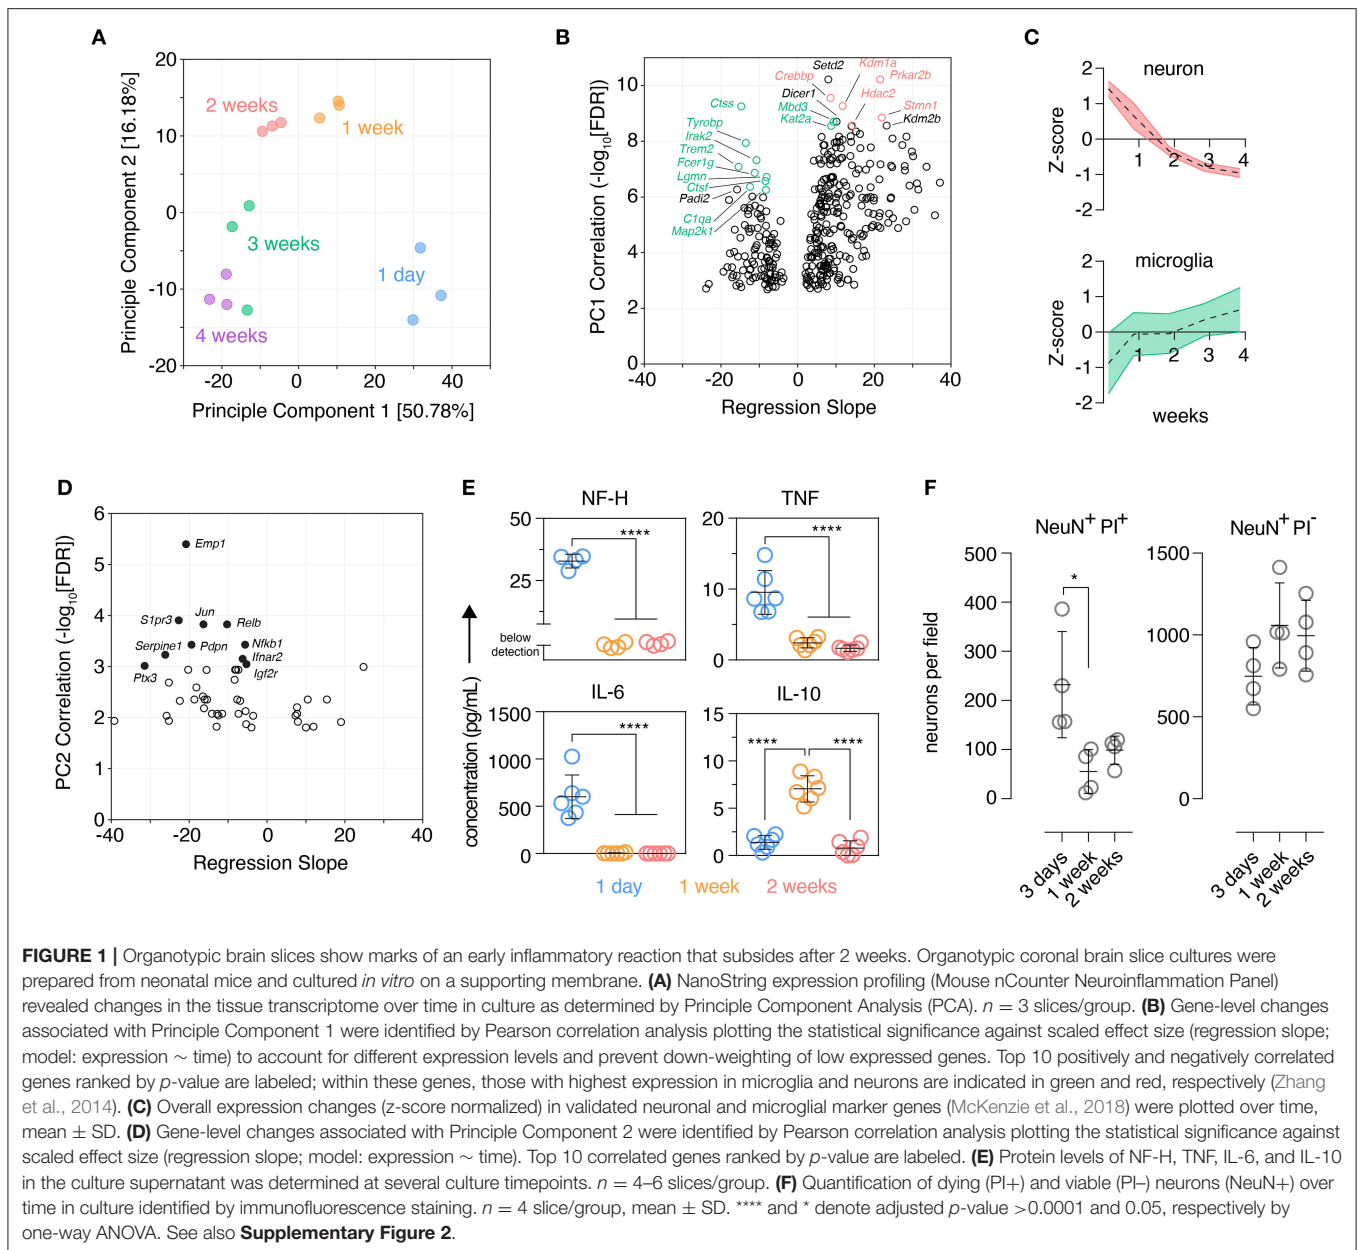 A
Principle Component 2 [16.18%]
20
10
0
-10
-20
2 weeks
1 week
3 weeks
1 day
4 weeks
-20
0
20
40
Principle Component 1 [50.78%]
B
PC1 Correlation (-log10[FDR])
10
8
6
4
2
0
Setd2
Kdm1a
Crebbp
Prkar2b
Dicer1
Hdac2
Ctss
Mbd3
Stmn1
Kat2a
Kdm2b
Tyrobp
Irak2
Trem2
Fcer1g
Lgmn
Ctsf
Padi2
C1qa
Map2k1
-40
-20
0
20
40
Regression Slope
C
neuron
Z-score
2
1
0
-1
-2
1
2
3
4
microglia
Z-score
2
1
0
-1
-2
1
2
3
4
weeks
D
PC2 Correlation (-log10[FDR])
6
5
4
3
2
1
0
Emp1
S1pr3
Jun
Relb
Serpine1
Pdpn
Nfkb1
Ifnar2
Ptx3
Igf2r
-40
-20
0
20
40
Regression Slope
E
concentration (pg/mL)
NF-H
50
25
below
detection
****
TNF
20
10
0
****
IL-6
1500
1000
500
0
****
IL-10
15
10
5
0
****
****
1 day
1 week
2 weeks
F
neurons per field
NeuN+ PI+
500
400
300
200
100
0
*
3 days
1 week
2 weeks
NeuN+ PI-
1500
1000
500
0
3 days
1 week
2 weeks
FIGURE 1 | Organotypic brain slices show marks of an early inflammatory reaction that subsides after 2 weeks. Organotypic coronal brain slice cultures were
prepared from neonatal mice and cultured in vitro on a supporting membrane. (A) NanoString expression profiling (Mouse nCounter Neuroinflammation Panel)
revealed changes in the tissue transcriptome over time in culture as determined by Principle Component Analysis (PCA). n = 3 slices/group. (B) Gene-level changes
associated with Principle Component 1 were identified by Pearson correlation analysis plotting the statistical significance against scaled effect size (regression slope;
model: expression ~ time) to account for different expression levels and prevent down-weighting of low expressed genes. Top 10 positively and negatively correlated
genes ranked by p-value are labeled; within these genes, those with highest expression in microglia and neurons are indicated in green and red, respectively (Zhang
et al., 2014). (C) Overall expression changes (z-score normalized) in validated neuronal and microglial marker genes (McKenzie et al., 2018) were plotted over time,
mean ± SD. (D) Gene-level changes associated with Principle Component 2 were identified by Pearson correlation analysis plotting the statistical significance against
scaled effect size (regression slope; model: expression ~ time). Top 10 correlated genes ranked by p-value are labeled. (E) Protein levels of NF-H, TNF, IL-6, and IL-10
in the culture supernatant was determined at several culture timepoints. n = 4–6 slices/group. (F) Quantification of dying (PI+) and viable (PI–) neurons (NeuN+) over
time in culture identified by immunofluorescence staining. n = 4 slice/group, mean ± SD. **** and * denote adjusted p-value >0.0001 and 0.05, respectively by
one-way ANOVA. See also Supplementary Figure 2.